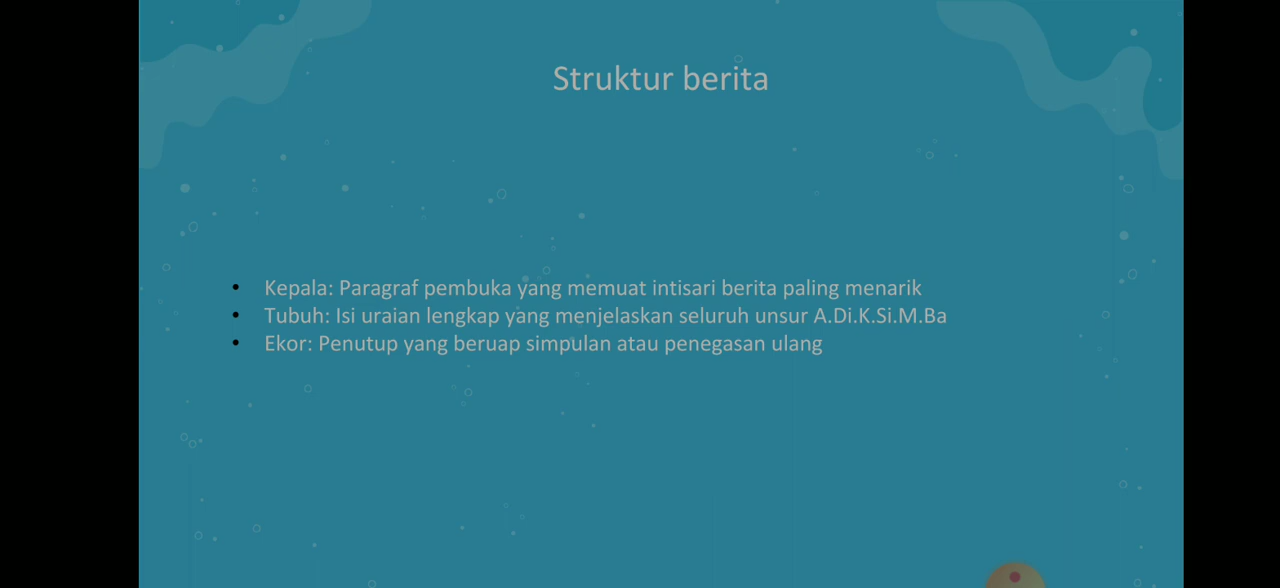 Struktur berita
• Kepala: Paragraf pembuka yang memuat intisari berita paling menarik
• Tubuh: Isi uraian lengkap yang menjelaskan seluruh unsur A.Di.K.Si.M.Ba
• Ekor: Penutup yang beruap simpulan atau penegasan ulang